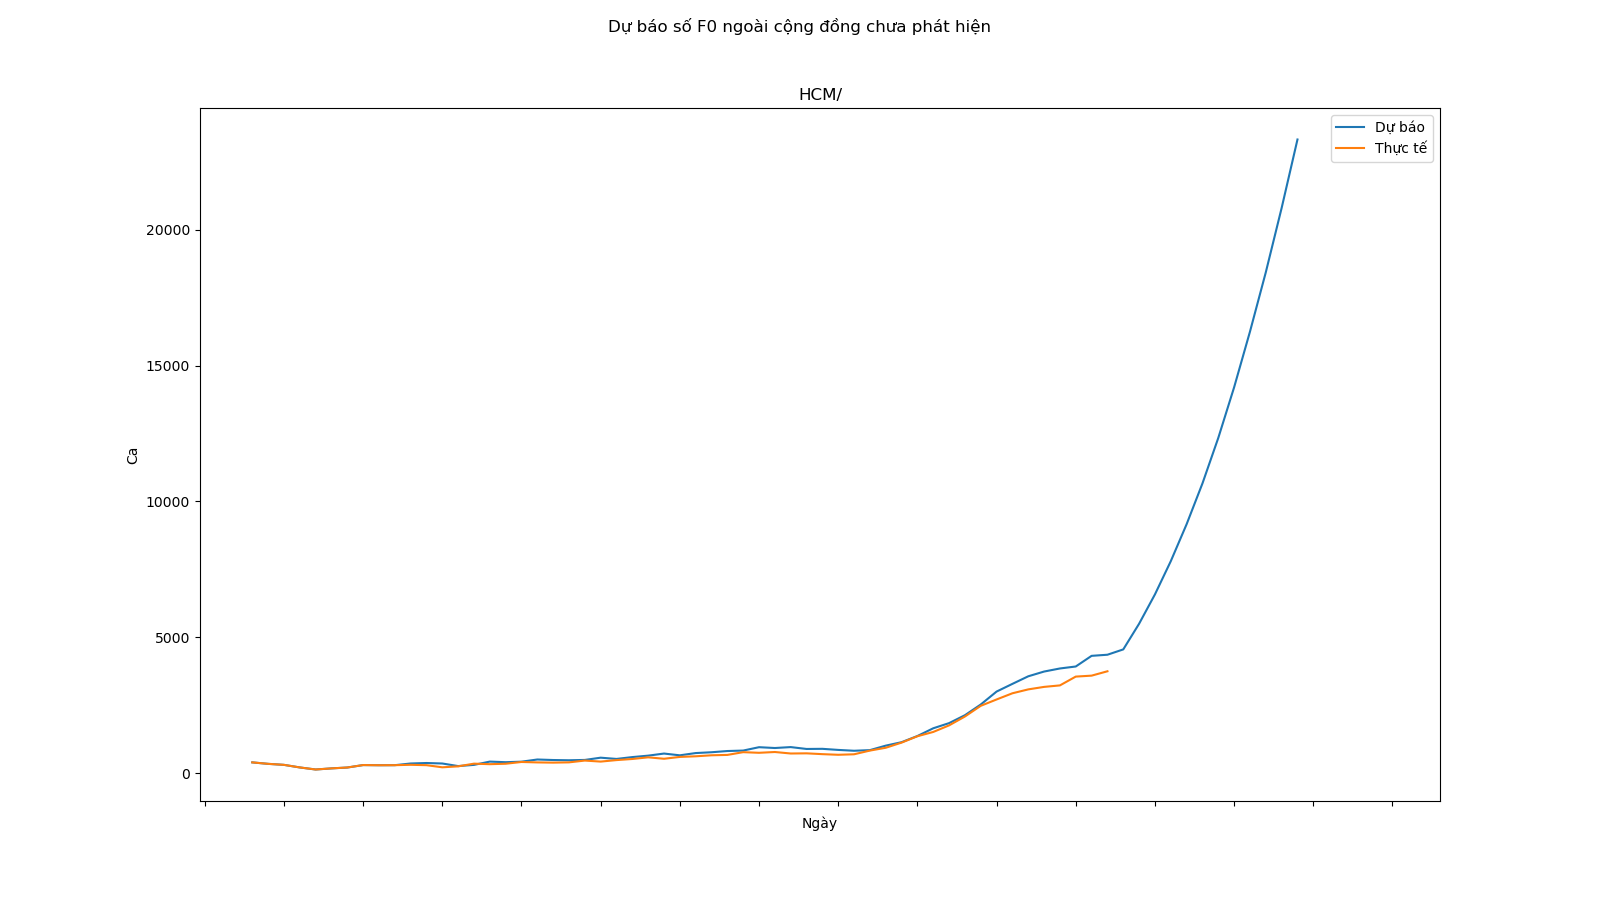 Dự báo số F0 ngoài cộng đồng chưa phát hiện
HCM/
Dự báo
Thực tế
20000
15000
10000
5000
0
Ca
Ngày